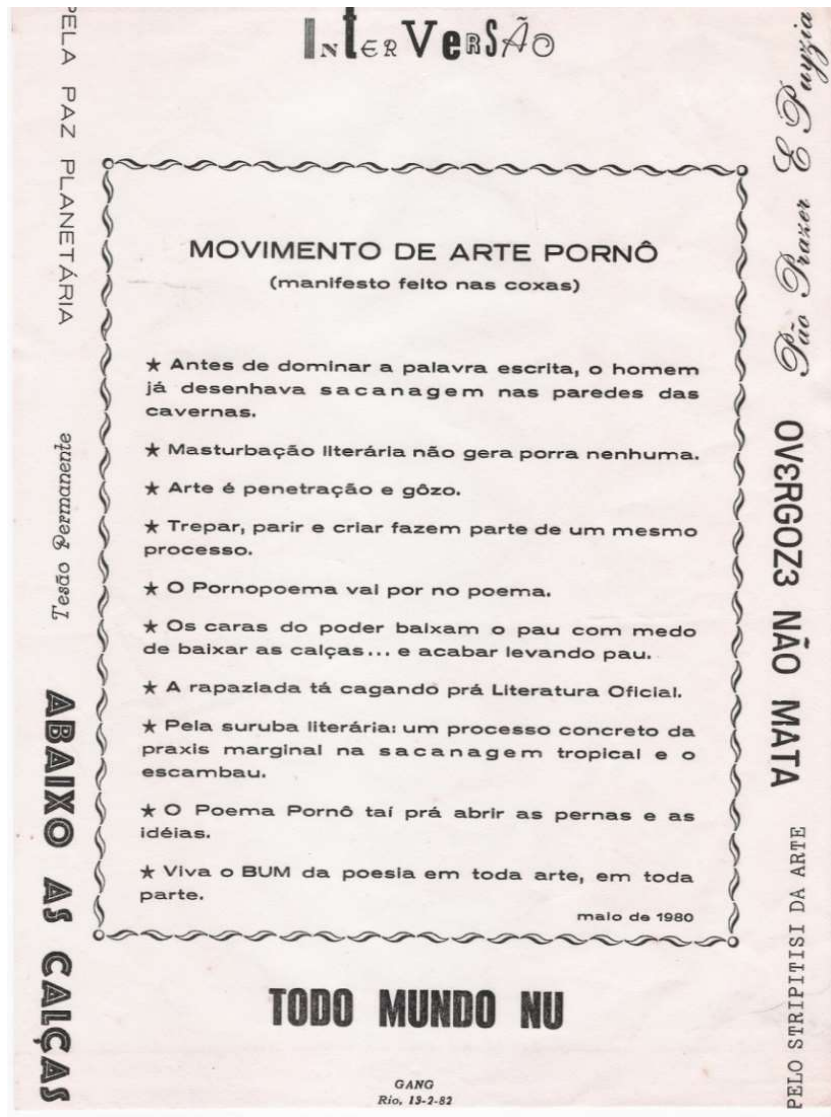 InterVerSÃO
MOVIMENTO DE ARTE PORNÔ
(manifesto feito nas coxas)
★ Antes de dominar a palavra escrita, o homem
já desenhava sacanagem nas paredes das
cavernas.
★ Masturbação literária não gera porra nenhuma.
★ Arte é penetração e gôzo.
★ Trepar, parir e criar fazem parte de um mesmo
processo.
★ O Pornopoema vai por no poema.
★ Os caras do poder baixam o pau com medo
de baixar as calças... e acabar levando pau.
★ A rapaziada tá cagando prá Literatura Oficial.
★ Pela suruba literária: um processo concreto da
praxis marginal na sacanagem tropical e o
escambau.
★ O Poema Pornô taí prá abrir as pernas e as
idéias.
★ Viva o BUM da poesia em toda arte, em toda
parte.
maio de 1980
TODO MUNDO NU
GANG
Rio, 13-2-82
PELA PAZ PLANETÁRIA
Tesão Permanente
ABAIXO AS CALÇAS
Pão Prazer E
OVERGOZE NÃO MATA
PELO STRIPITISI DA ARTE